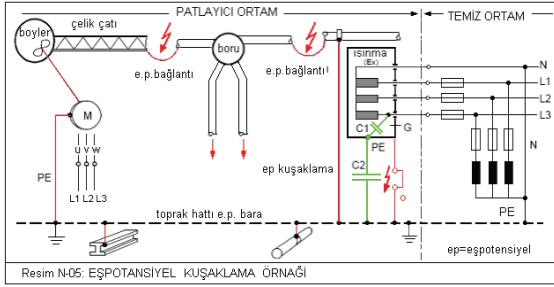 PATLAYICI ORTAM
TEMİZ ORTAM
boyler
çelik çatı
e.p.bağlantı
boru
e.p.bağlantı
ısınma
(Ex)
N
L1
L2
L3
M
U V W
PE
L1 L2 L3
C1
G
PE
C2
ep kuşaklama
N
PE
toprak hattı e.p. bara
ep=eşpotensiyel
Resim N-05: EŞPOTANSİYEL KUŞAKLAMA ÖRNEĞİ